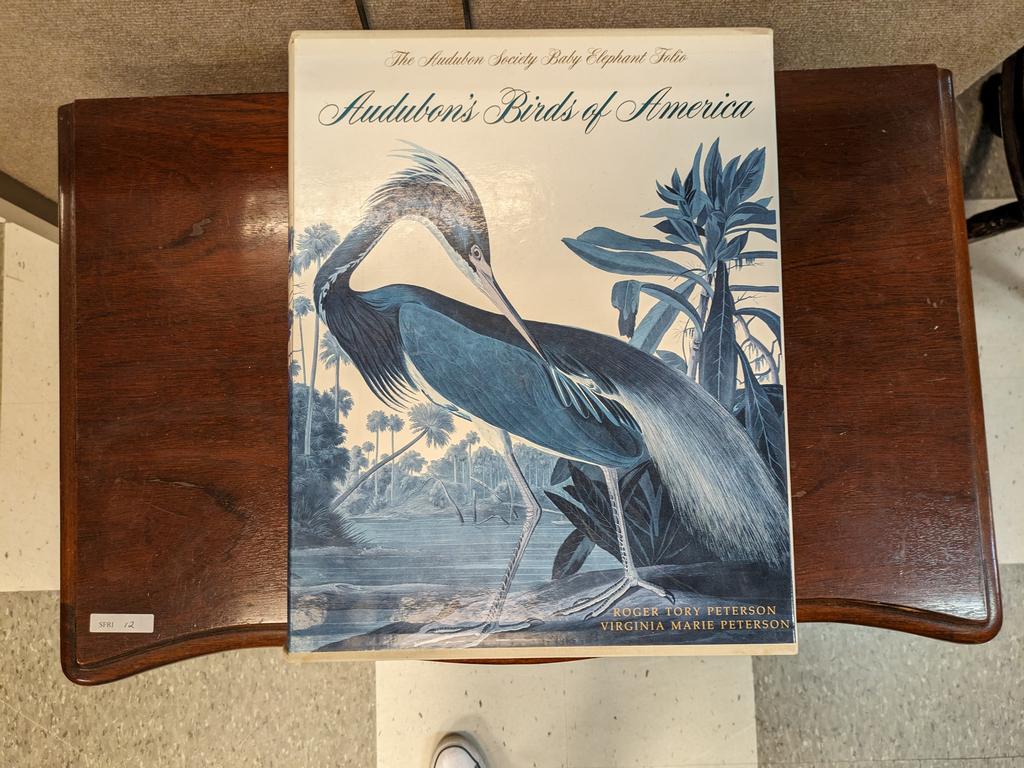 The Audubon Society Baby Elephant Folio
Audubon's Birds of America
ROGER TORY PETERSON
VIRGINIA MARIE PETERSON
SFRI 12